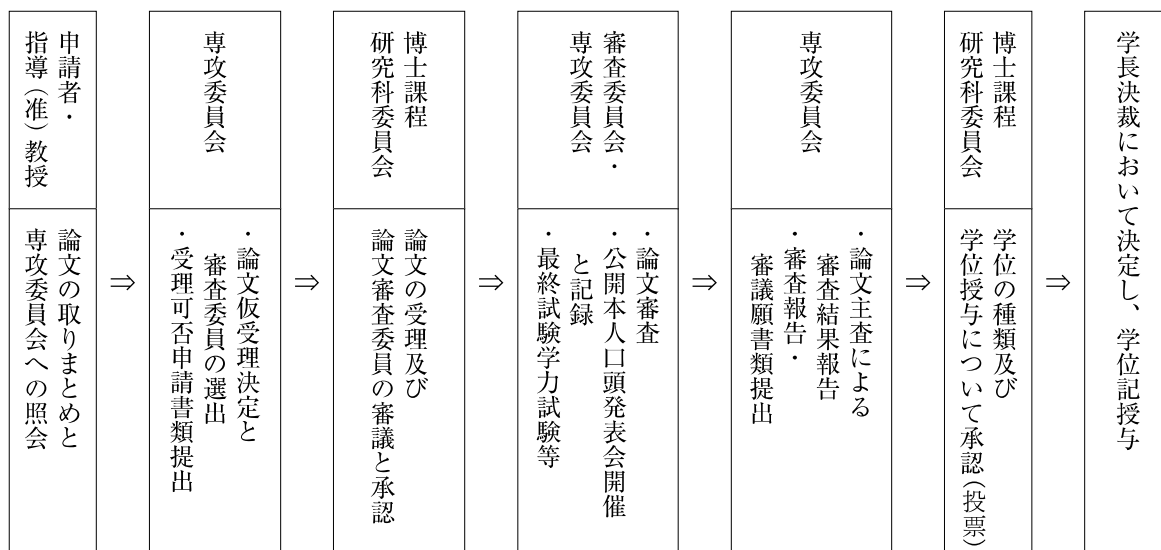 申請者・
指導（准）教授
論文の取りまとめと
専攻委員会への照会
⇒
専攻委員会
・論文仮受理決定と
審査委員の選出
・受理可否申請書類提出
⇒
博士課程
研究科委員会
論文の受理及び
論文審査委員の審議と承認
⇒
審査委員会・
専攻委員会
・論文審査
・公開本人口頭発表会開催
と記録
・最終試験学力試験等
⇒
専攻委員会
・論文主査による
審査結果報告
・審査報告・
審議願書類提出
⇒
博士課程
研究科委員会
学位の種類及び
学位授与について承認（投票）
⇒
学長決裁において決定し、学位記授与